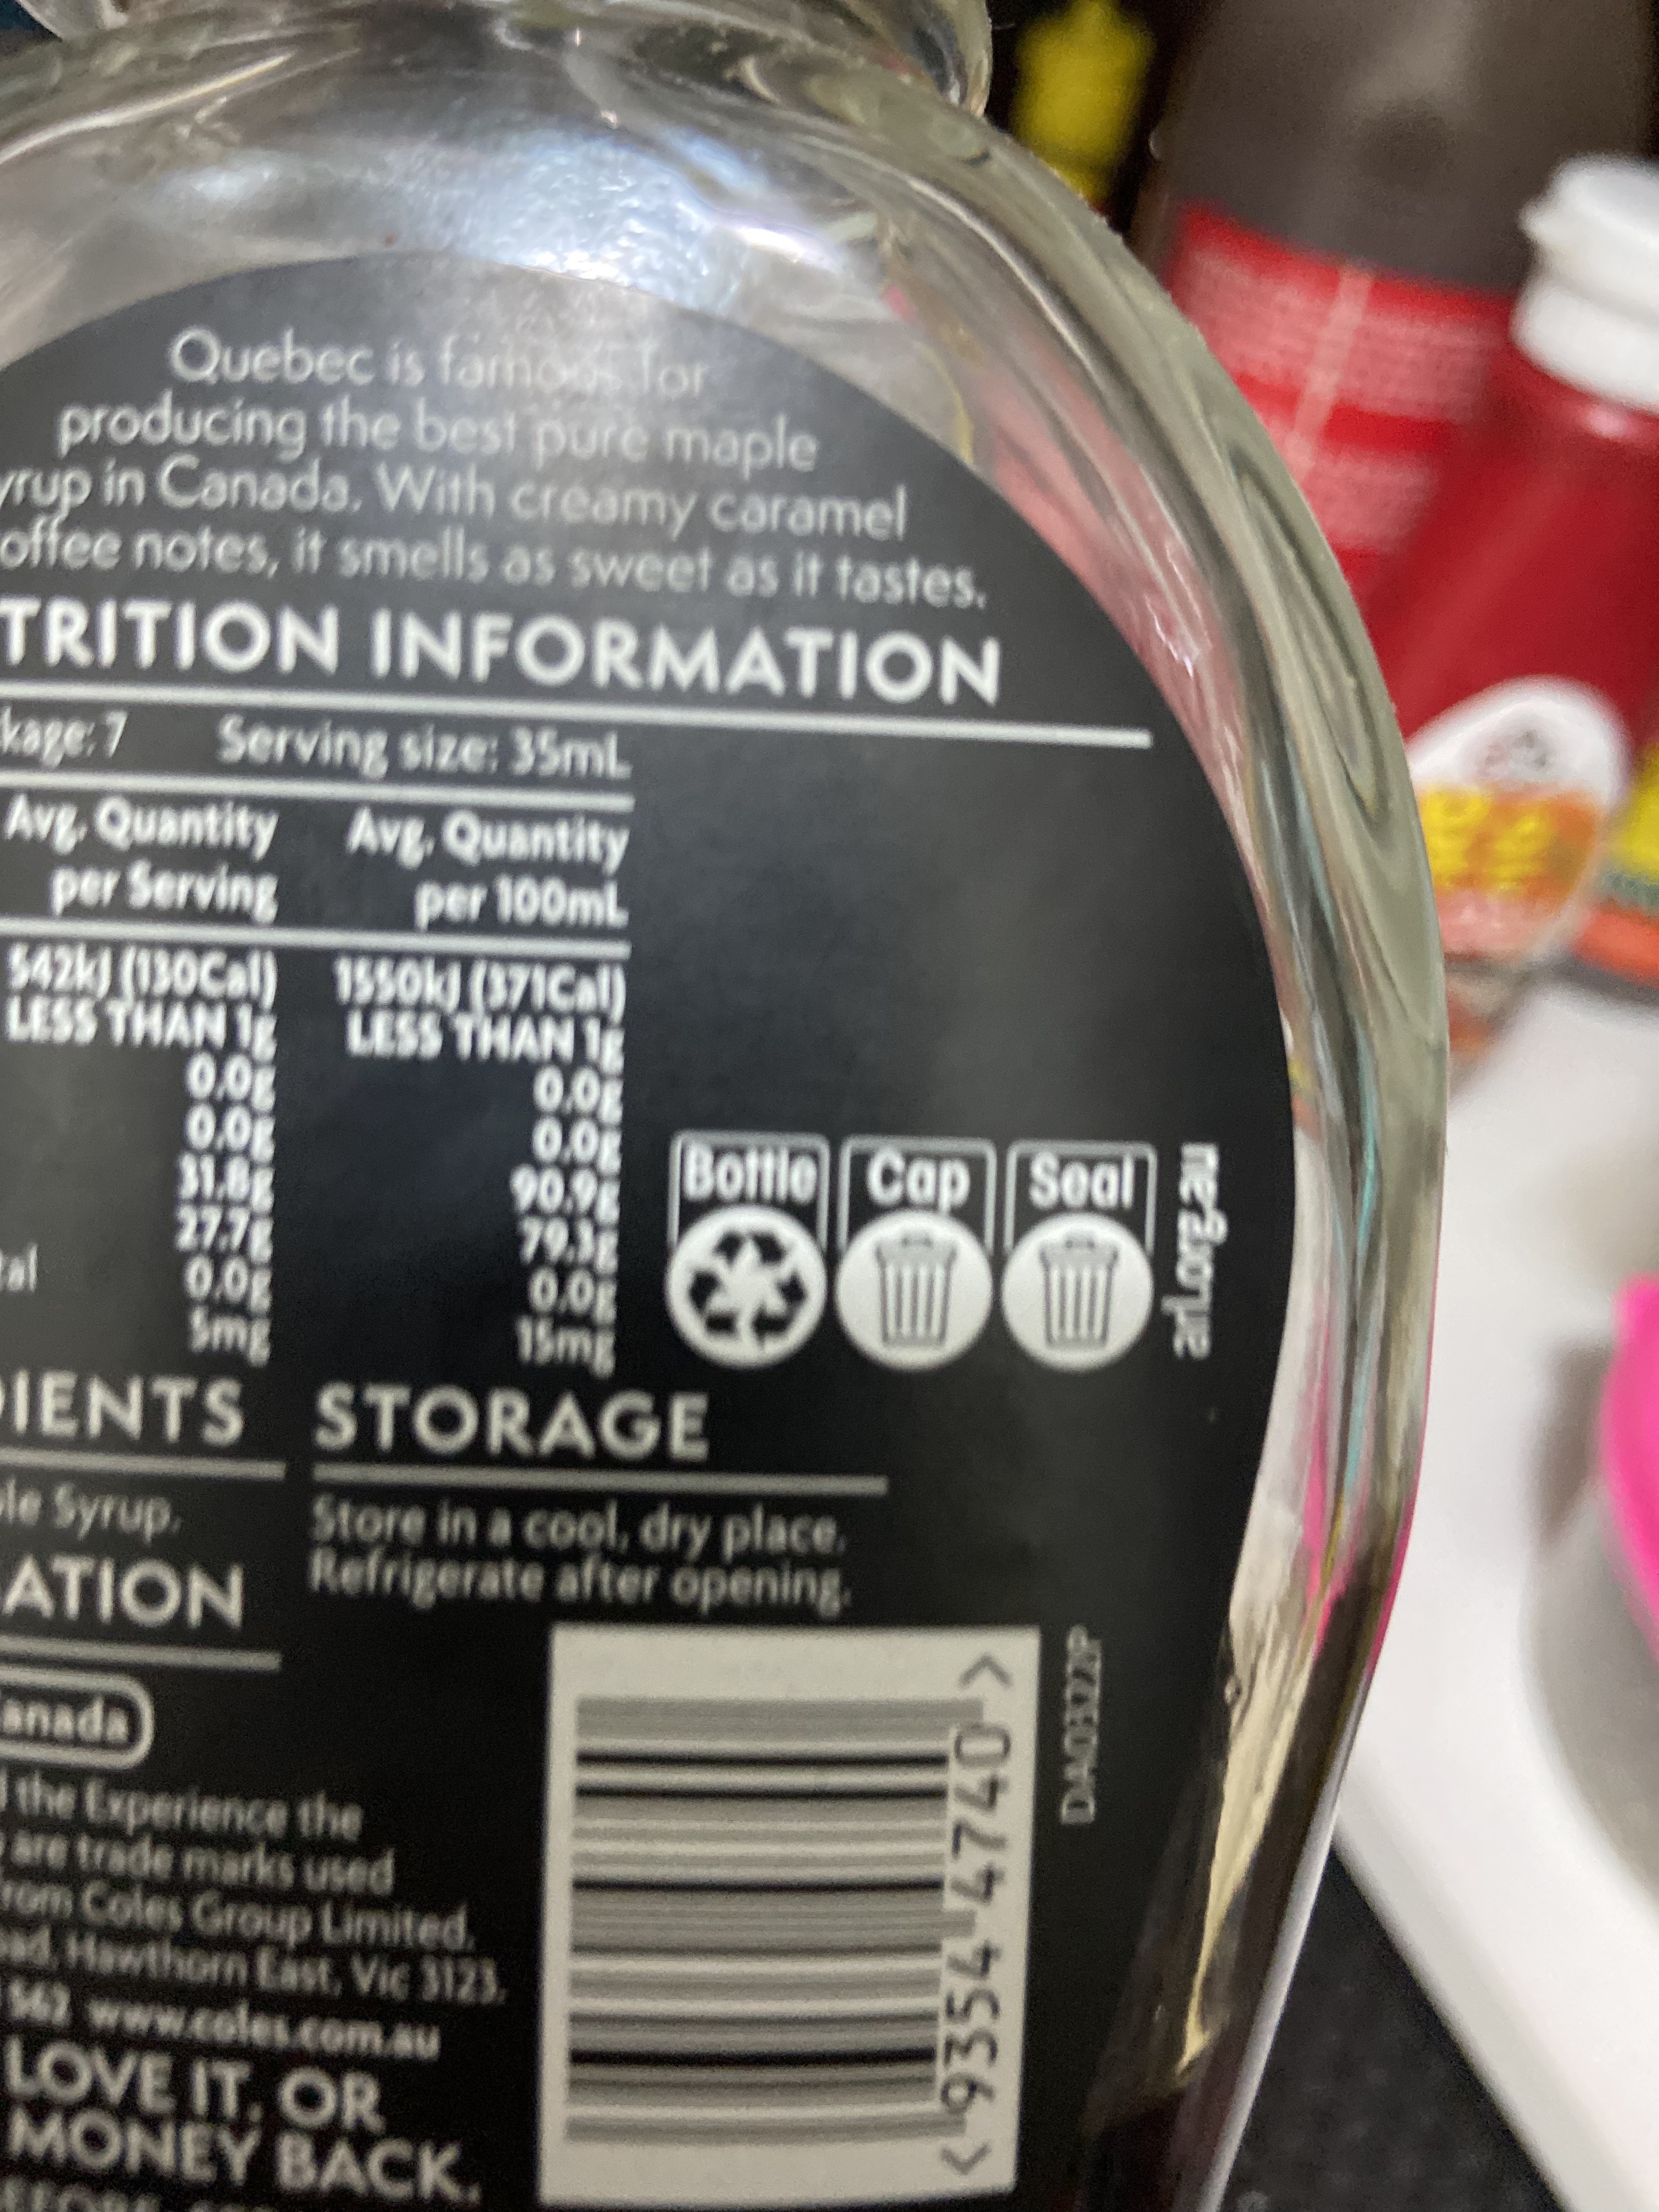 Quebec is famous for
producing the best pure maple
yrup in Canada. With creamy caramel
offee notes, it smells as sweet as it tastes.
TRITION INFORMATION
kage: 7 Serving size: 35mL
Avg. Quantity Avg. Quantity
per Serving per 100mL
542kJ (130Cal) 1550kJ (371Cal)
LESS THAN 1g LESS THAN 1g
0.0g 0.0g
0.0g 0.0g
31.8g 90.9g
27.7g 79.3g
tal 0.0g 0.0g
5mg 15mg
Bottle Cap Seal
arl.org.au
DIENTS
le Syrup.
STORAGE
Store in a cool, dry place.
Refrigerate after opening.
ATION
anada
the Experience the
are trade marks used
rom Coles Group Limited.
ad, Hawthorn East, Vic 3123.
562 www.coles.com.au
LOVE IT, OR
MONEY BACK.
<9354 4740>